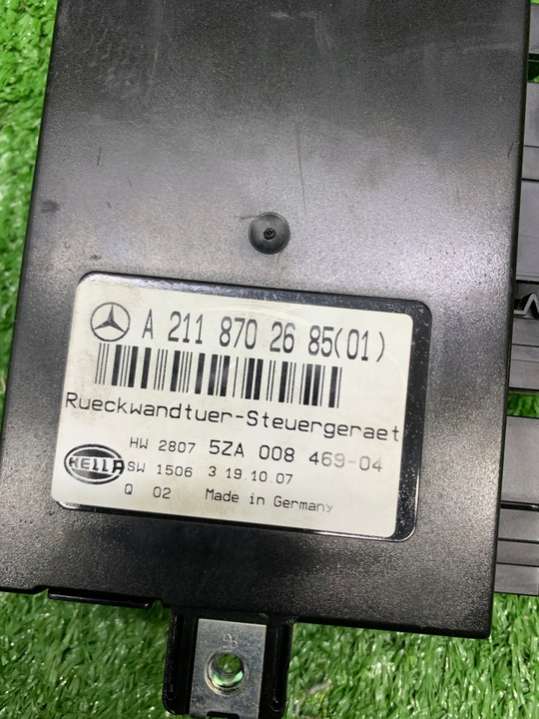 A 211 870 26 85(01)
Rueckwandtuer-Steuergeraet
HW 2807 5ZA 008 469-04
HELLA SW 1506 3 19.10.07
Q 02 Made in Germany